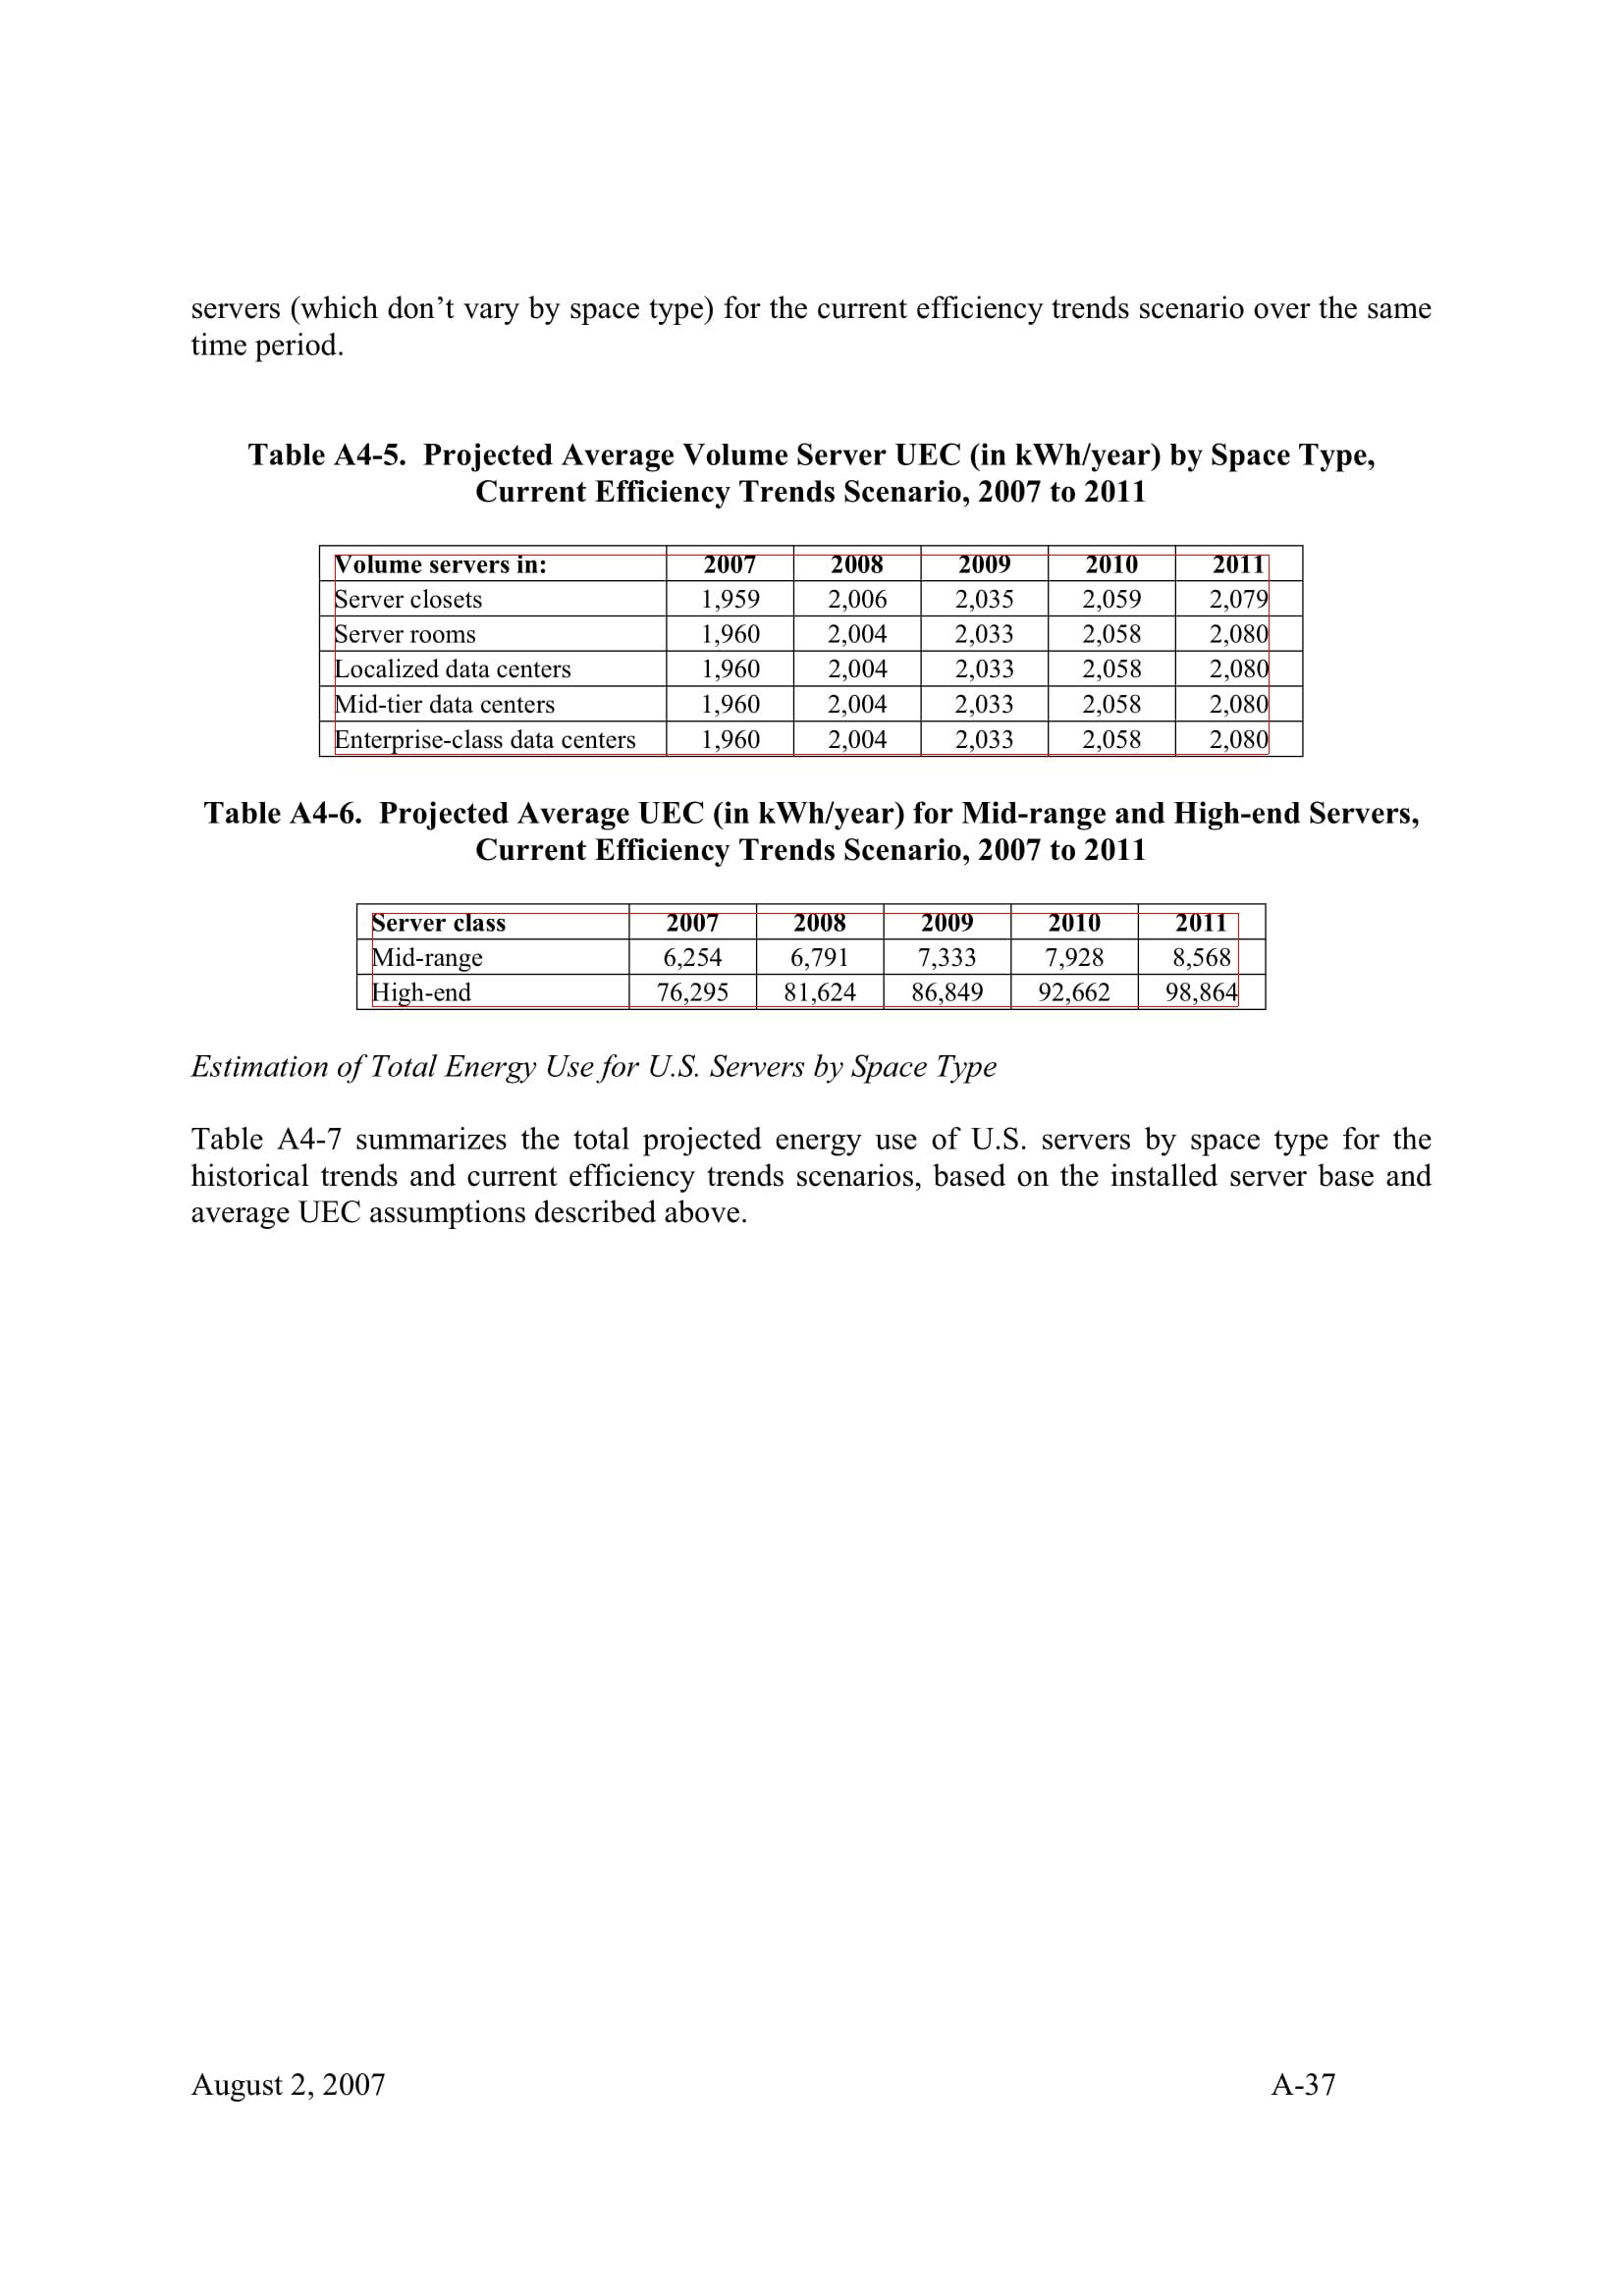 servers (which don’t vary by space type) for the current efficiency trends scenario over the same
time period.
Table A4-5.  Projected Average Volume Server UEC (in kWh/year) by Space Type,
Current Efficiency Trends Scenario, 2007 to 2011
Volume servers in: 2007 2008 2009 2010 2011
Server closets 1,959 2,006 2,035 2,059 2,079
Server rooms 1,960 2,004 2,033 2,058 2,080
Localized data centers 1,960 2,004 2,033 2,058 2,080
Mid-tier data centers 1,960 2,004 2,033 2,058 2,080
Enterprise-class data centers 1,960 2,004 2,033 2,058 2,080
Table A4-6.  Projected Average UEC (in kWh/year) for Mid-range and High-end Servers,
Current Efficiency Trends Scenario, 2007 to 2011
Server class 2007 2008 2009 2010 2011
Mid-range 6,254 6,791 7,333 7,928 8,568
High-end 76,295 81,624 86,849 92,662 98,864
Estimation of Total Energy Use for U.S. Servers by Space Type
Table A4-7 summarizes the total projected energy use of U.S. servers by space type for the
historical trends and current efficiency trends scenarios, based on the installed server base and
average UEC assumptions described above.
August 2, 2007 A-37